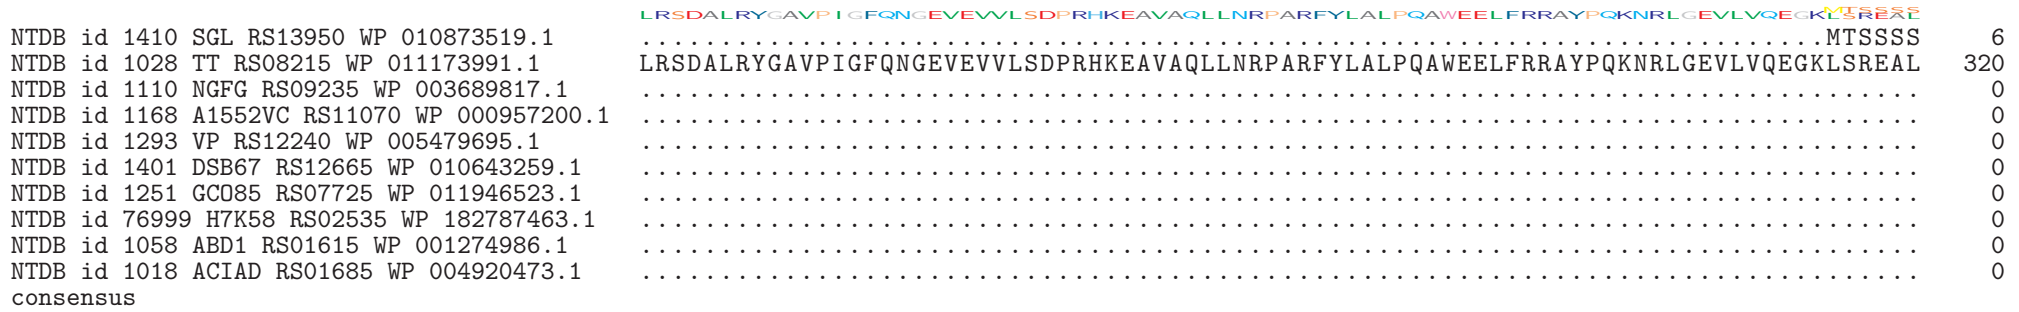 LRSDALRYGAVPIGFQNGEVEVVLSDPRHKEAVAQLLNRPARFYLALPQAWEELFRRAYPQKNRLGEVLVQEGKLSREAL
NTDB id 1410 SGL RS13950 WP 010873519.1 ..........................................................................MTSSSS 6
NTDB id 1028 TT RS08215 WP 011173991.1 LRSDALRYGAVPIGFQNGEVEVVLSDPRHKEAVAQLLNRPARFYLALPQAWEELFRRAYPQKNRLGEVLVQEGKLSREAL 320
NTDB id 1110 NGFG RS09235 WP 003689817.1 ................................................................................ 0
NTDB id 1168 A1552VC RS11070 WP 000957200.1 ................................................................................ 0
NTDB id 1293 VP RS12240 WP 005479695.1 ................................................................................ 0
NTDB id 1401 DSB67 RS12665 WP 010643259.1 ................................................................................ 0
NTDB id 1251 GCO85 RS07725 WP 011946523.1 ................................................................................ 0
NTDB id 76999 H7K58 RS02535 WP 182787463.1 ................................................................................ 0
NTDB id 1058 ABD1 RS01615 WP 001274986.1 ................................................................................ 0
NTDB id 1018 ACIAD RS01685 WP 004920473.1 ................................................................................ 0
consensus